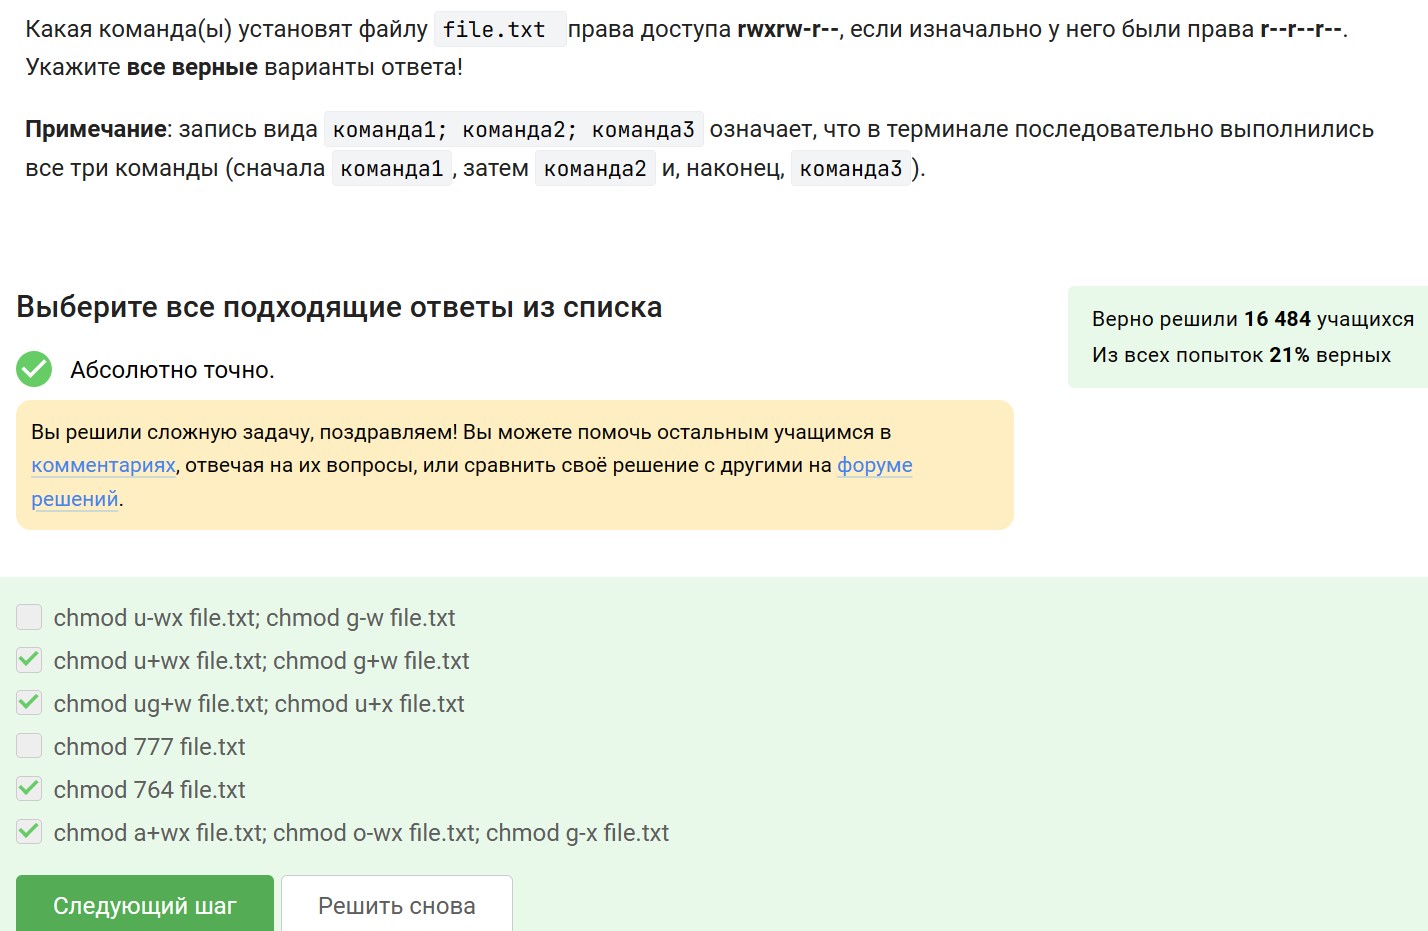 Какая команда(ы) установят файлу file.txt права доступа rwxrw-r--, если изначально у него были права r--r--r--.
Укажите все верные варианты ответа!
Примечание: запись вида команда1; команда2; команда3 означает, что в терминале последовательно выполнились
все три команды (сначала команда1, затем команда2 и, наконец, команда3).
Выберите все подходящие ответы из списка
Верно решили 16 484 учащихся
Из всех попыток 21% верных
Абсолютно точно.
Вы решили сложную задачу, поздравляем! Вы можете помочь остальным учащимся в
комментариях, отвечая на их вопросы, или сравнить своё решение с другими на форуме
решений.
chmod u-wx file.txt; chmod g-w file.txt
chmod u+wx file.txt; chmod g+w file.txt
chmod ug+w file.txt; chmod u+x file.txt
chmod 777 file.txt
chmod 764 file.txt
chmod a+wx file.txt; chmod o-wx file.txt; chmod g-x file.txt
Следующий шаг
Решить снова